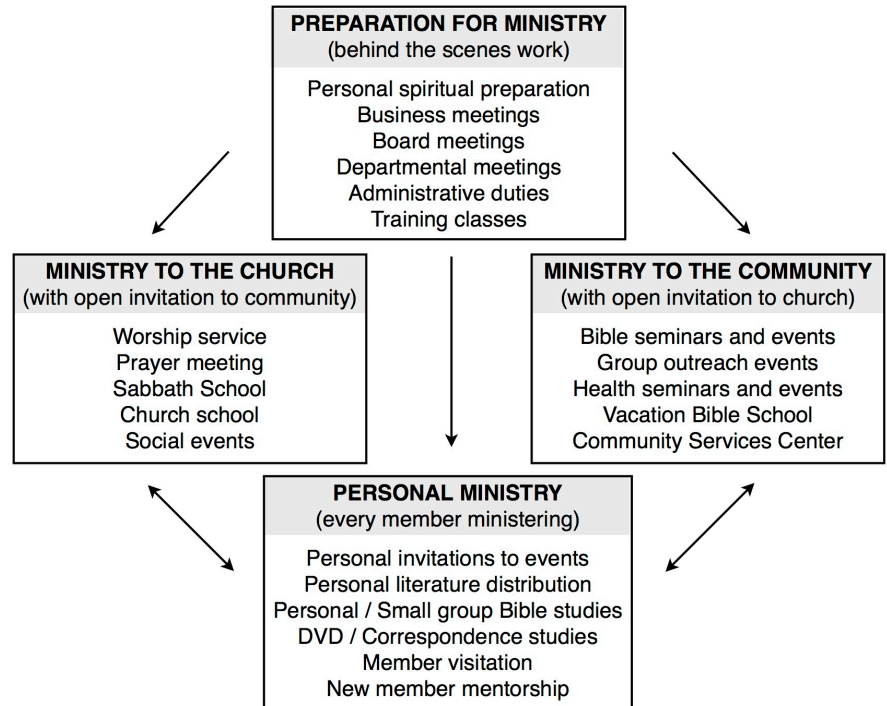 PREPARATION FOR MINISTRY
(behind the scenes work)
Personal spiritual preparation
Business meetings
Board meetings
Departmental meetings
Administrative duties
Training classes
MINISTRY TO THE CHURCH
(with open invitation to community)
Worship service
Prayer meeting
Sabbath School
Church school
Social events
MINISTRY TO THE COMMUNITY
(with open invitation to church)
Bible seminars and events
Group outreach events
Health seminars and events
Vacation Bible School
Community Services Center
PERSONAL MINISTRY
(every member ministering)
Personal invitations to events
Personal literature distribution
Personal / Small group Bible studies
DVD / Correspondence studies
Member visitation
New member mentorship